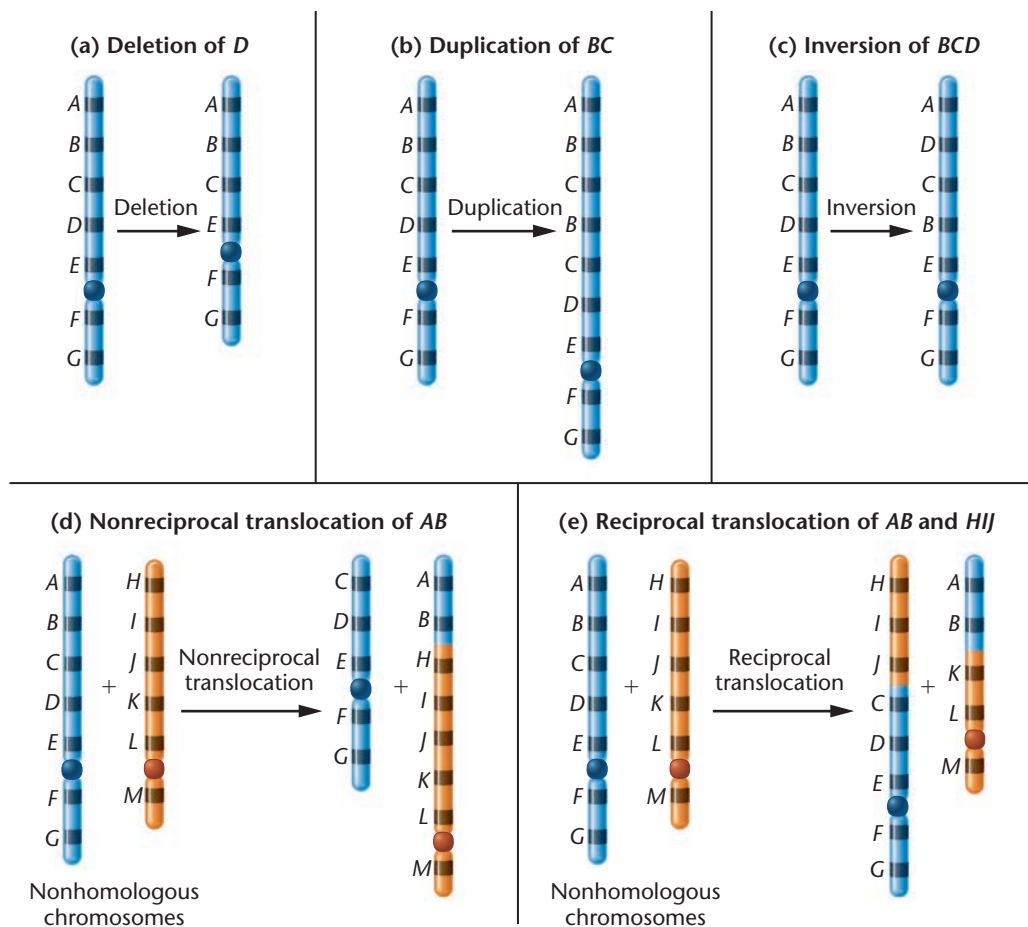 (a) Deletion of D
A
B
C
D
E
F
G
Deletion
A
B
C
E
F
G
(b) Duplication of BC
A
B
C
D
E
F
G
Duplication
A
B
C
B
C
D
E
F
G
(c) Inversion of BCD
A
B
C
D
E
F
G
Inversion
A
D
C
B
E
F
G
(d) Nonreciprocal translocation of AB
A
B
C
D
E
F
G
+
H
I
J
K
L
M
Nonhomologous
chromosomes
Nonreciprocal
translocation
C
D
E
F
G
+
A
B
H
I
J
K
L
M
(e) Reciprocal translocation of AB and HIJ
A
B
C
D
E
F
G
+
H
I
J
K
L
M
Nonhomologous
chromosomes
Reciprocal
translocation
H
I
J
C
D
E
F
G
+
A
B
K
L
M